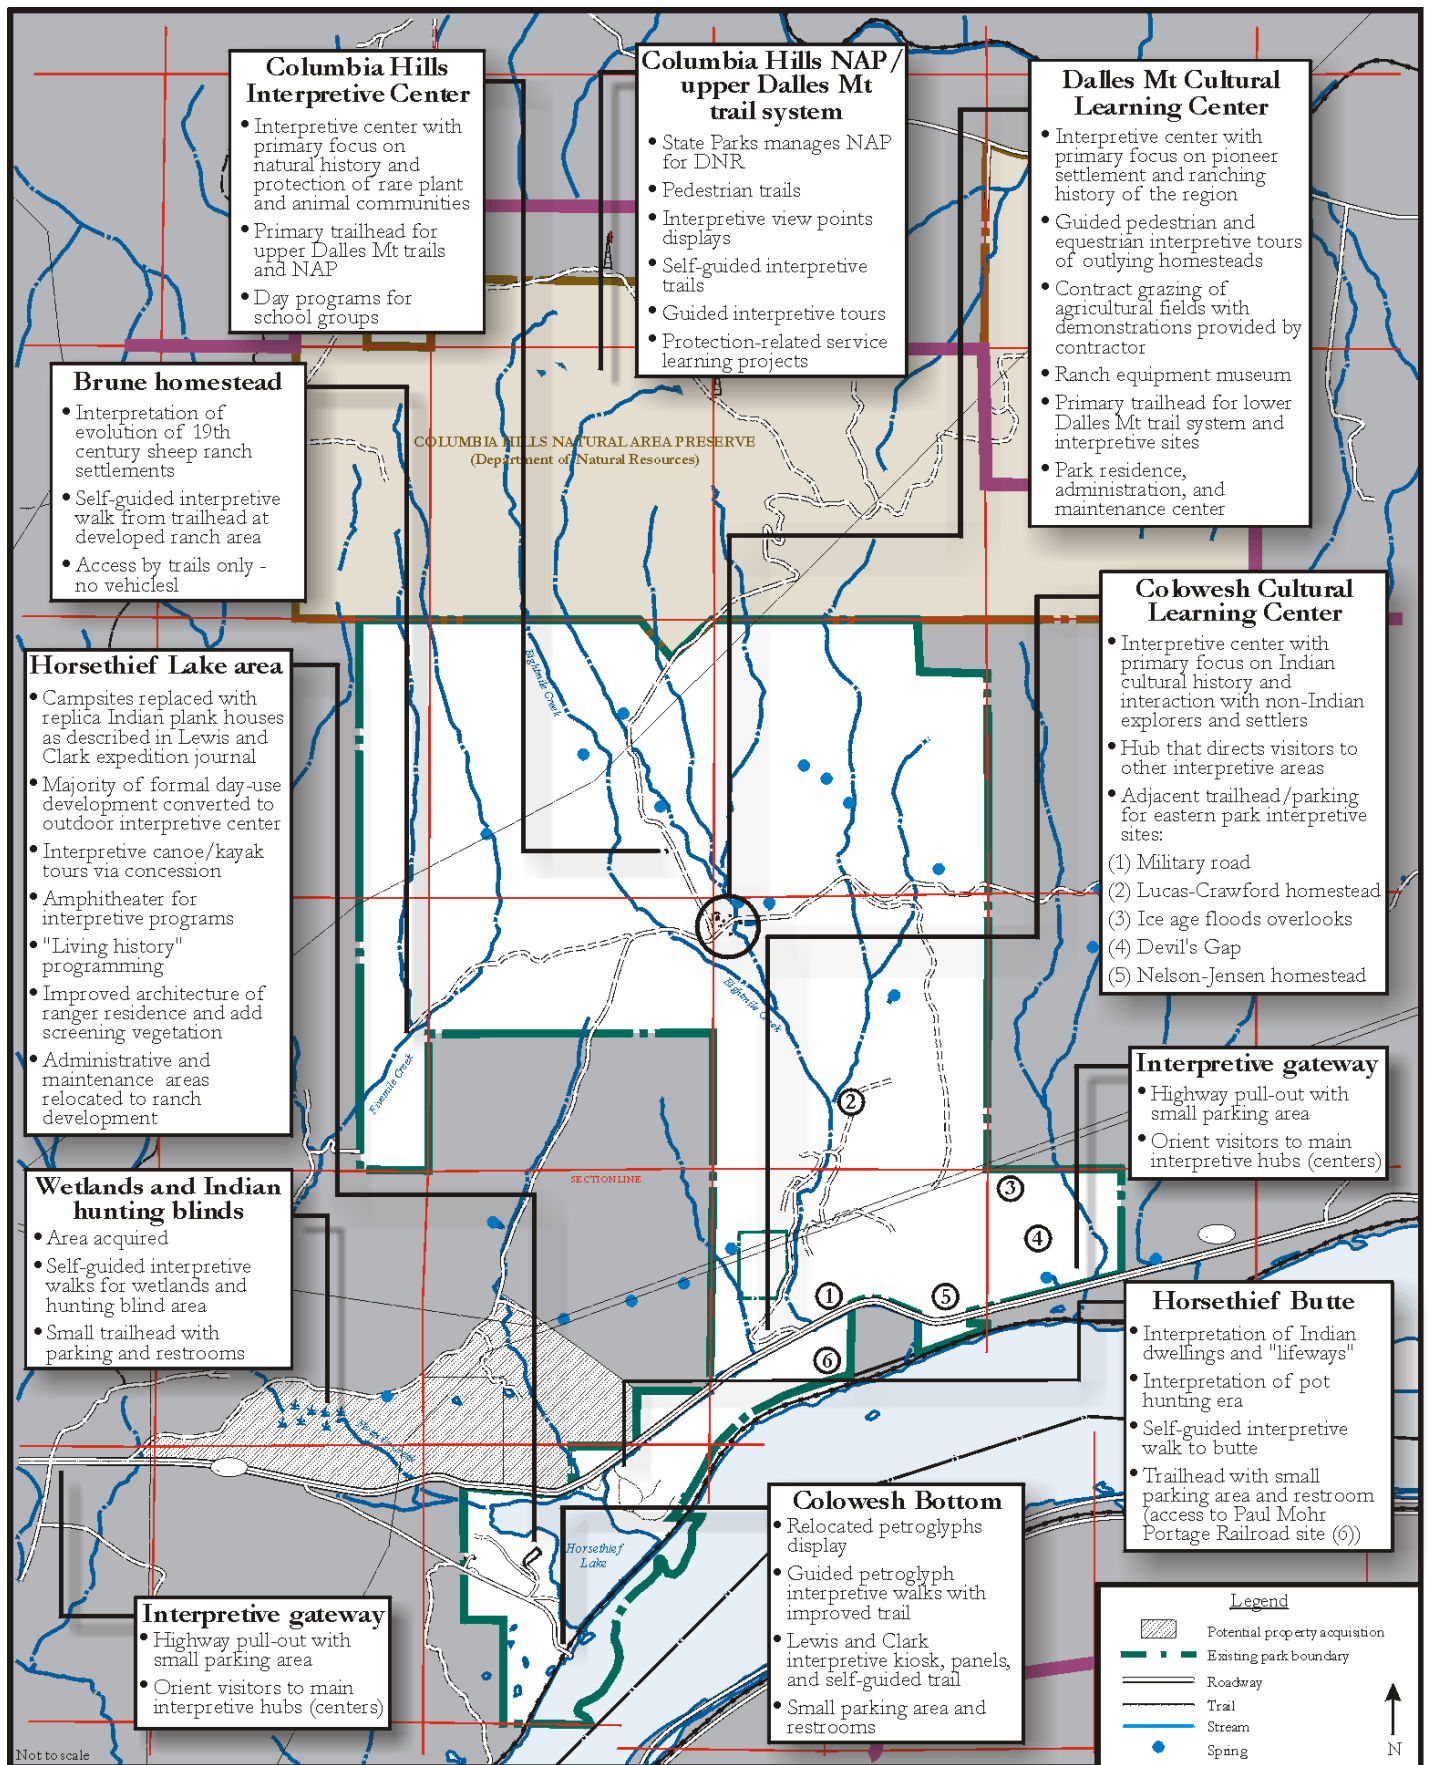 Columbia Hills
Interpretive Center
• Interpretive center with
primary focus on
natural history and
protection of rare plant
and animal communities
• Primary trailhead for
upper Dalles Mt trails
and NAP
• Day programs for
school groups
Columbia Hills NAP/
upper Dalles Mt
trail system
• State Parks manages NAP
for DNR
• Pedestrian trails
• Interpretive view points
displays
• Self-guided interpretive
trails
• Guided interpretive tours
• Protection-related service
learning projects
Dalles Mt Cultural
Learning Center
• Interpretive center with
primary focus on pioneer
settlement and ranching
history of the region
• Guided pedestrian and
equestrian interpretive tours
of outlying homesteads
• Contract grazing of
agricultural fields with
demonstrations provided by
contractor
• Ranch equipment museum
• Primary trailhead for lower
Dalles Mt trail system and
interpretive sites
• Park residence,
administration, and
maintenance center
Brune homestead
• Interpretation of
evolution of 19th
century sheep ranch
settlements
• Self-guided interpretive
walk from trailhead at
developed ranch area
• Access by trails only -
no vehiclesl
COLUMBIA HILLS NATURAL AREA PRESERVE
(Department of Natural Resources)
Colowesh Cultural
Learning Center
• Interpretive center with
primary focus on Indian
cultural history and
interaction with non-Indian
explorers and settlers
• Hub that directs visitors to
other interpretive areas
• Adjacent trailhead/parking
for eastern park interpretive
sites:
(1) Military road
(2) Lucas-Crawford homestead
(3) Ice age floods overlooks
(4) Devil's Gap
(5) Nelson-Jensen homestead
Horsethief Lake area
• Campsites replaced with
replica Indian plank houses
as described in Lewis and
Clark expedition journal
• Majority of formal day-use
development converted to
outdoor interpretive center
• Interpretive canoe/kayak
tours via concession
• Amphitheater for
interpretive programs
• "Living history"
programming
• Improved architecture of
ranger residence and add
screening vegetation
• Administrative and
maintenance areas
relocated to ranch
development
Eightmile Creek
Eightmile Creek
Fivemile Creek
Interpretive gateway
• Highway pull-out with
small parking area
• Orient visitors to main
interpretive hubs (centers)
2
SECTION LINE
3
4
1
5
6
Wetlands and Indian
hunting blinds
• Area acquired
• Self-guided interpretive
walks for wetlands and
hunting blind area
• Small trailhead with
parking and restrooms
Horsethief Butte
• Interpretation of Indian
dwellings and "lifeways"
• Interpretation of pot
hunting era
• Self-guided interpretive
walk to butte
• Trailhead with small
parking area and restroom
(access to Paul Mohr
Portage Railroad site (6))
Colowesh Bottom
• Relocated petroglyphs
display
• Guided petroglyph
interpretive walks with
improved trail
• Lewis and Clark
interpretive kiosk, panels,
and self-guided trail
• Small parking area and
restrooms
Horsethief
Lake
Interpretive gateway
• Highway pull-out with
small parking area
• Orient visitors to main
interpretive hubs (centers)
Legend
Potential property acquisition
Existing park boundary
Roadway
Trail
Stream
Spring
N
Not to scale